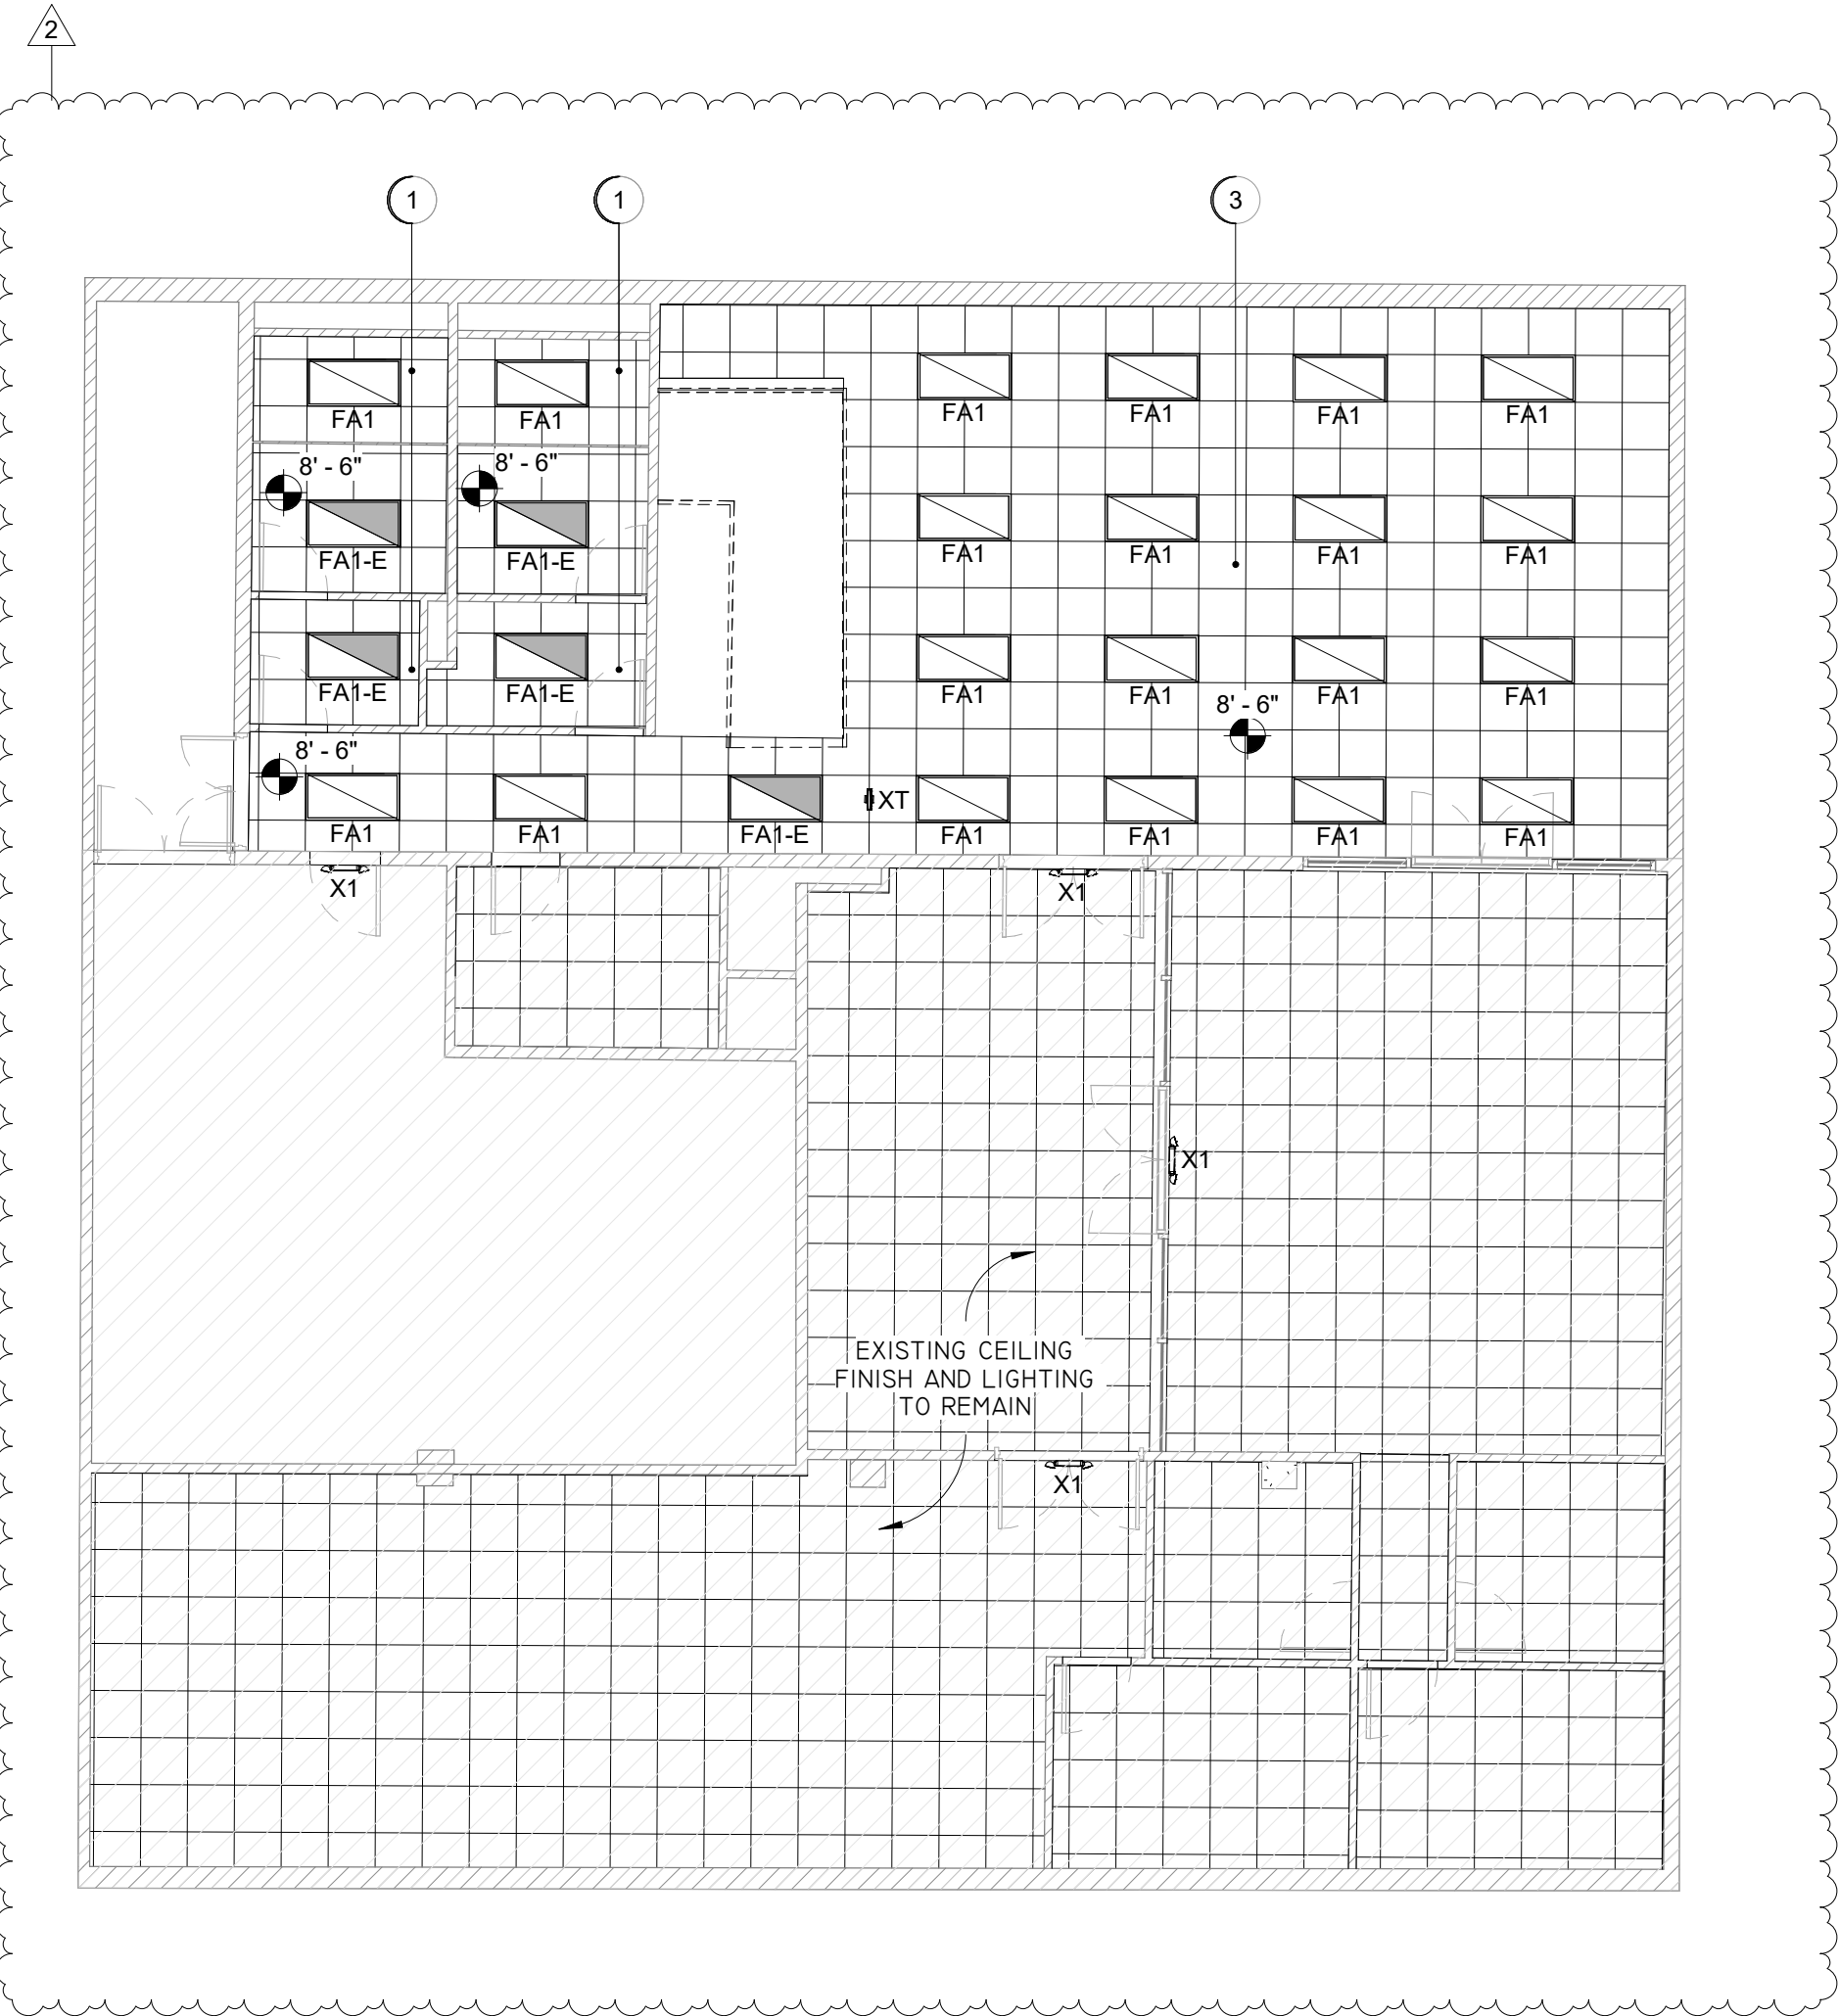 2
1
1
3
FA1
FA1
FA1
FA1
FA1
FA1
8' - 6"
8' - 6"
FA1-E
FA1-E
FA1
FA1
FA1
FA1
FA1-E
FA1-E
FA1
FA1
FA1
FA1
8' - 6"
8' - 6"
XT
FA1
FA1
FA1-E
FA1
FA1
FA1
FA1
X1
X1
X1
EXISTING CEILING
FINISH AND LIGHTING
TO REMAIN
X1